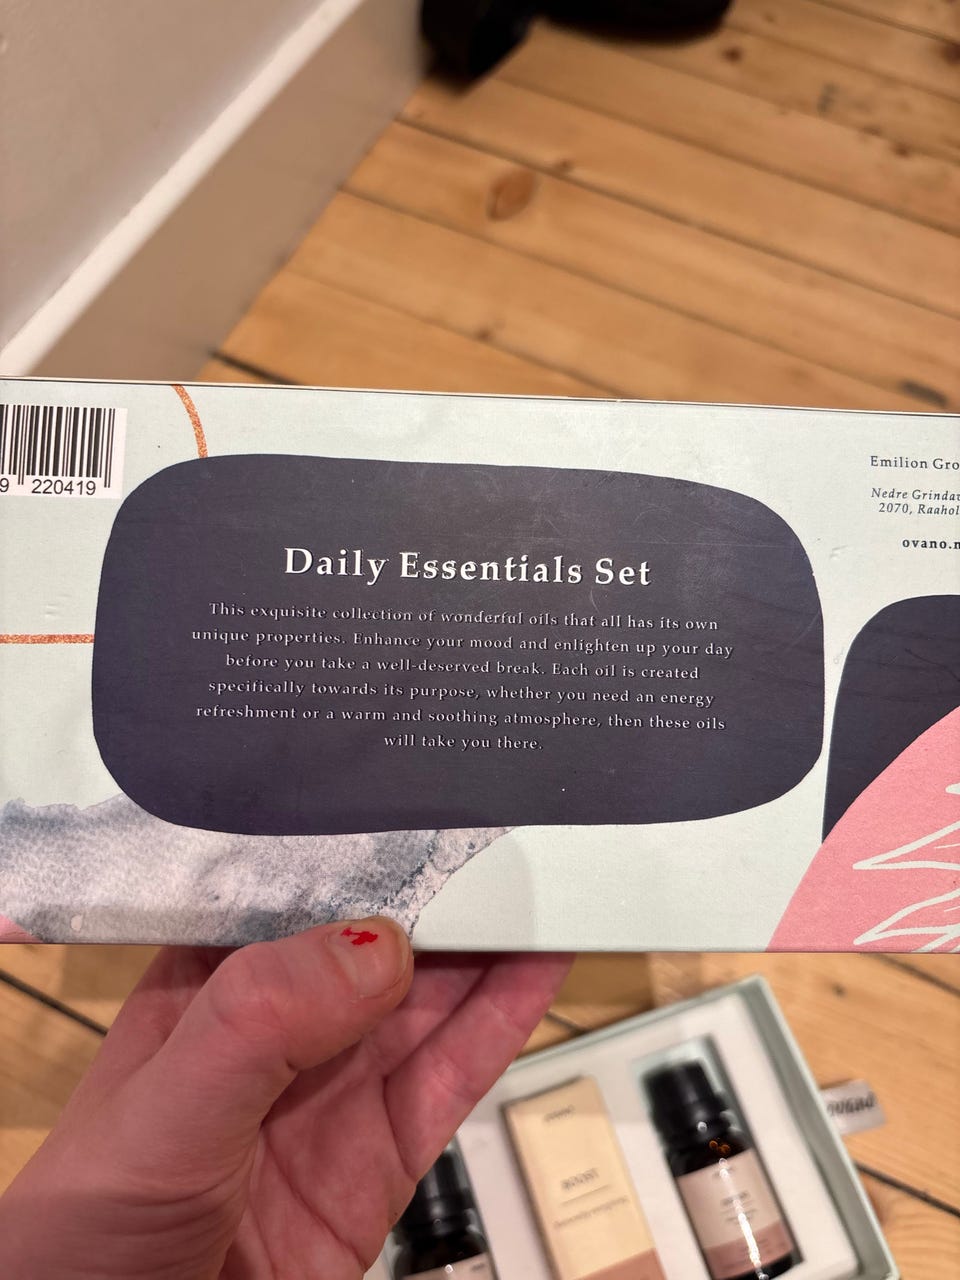 9 220419
Daily Essentials Set
This exquisite collection of wonderful oils that all has its own
unique properties. Enhance your mood and enlighten up your day
before you take a well-deserved break. Each oil is created
specifically towards its purpose, whether you need an energy
refreshment or a warm and soothing atmosphere, then these oils
will take you there.
Emilion Gro
Nedre Grindav
2070, Raahol
ovano.n
BOOST